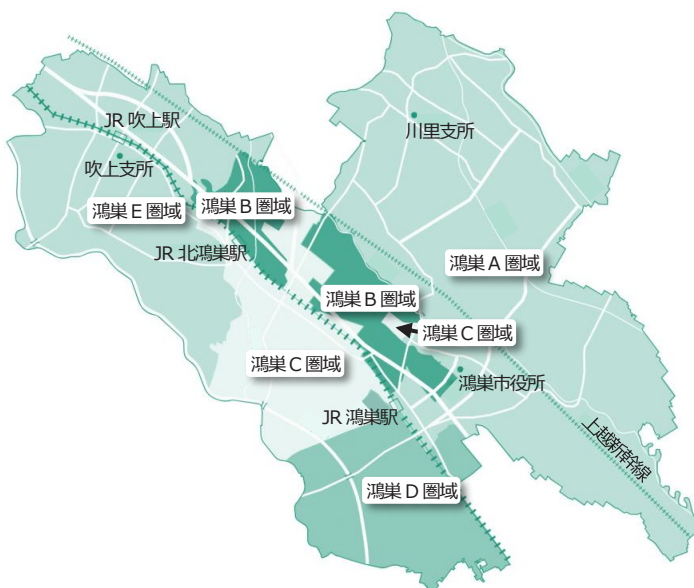 JR 吹上駅
川里支所
吹上支所
鴻巣 B 圏域
鴻巣 E 圏域
JR 北鴻巣駅
鴻巣 A 圏域
鴻巣 B 圏域
鴻巣 C 圏域
鴻巣 C 圏域
鴻巣市役所
JR 鴻巣駅
上越新幹線
鴻巣 D 圏域